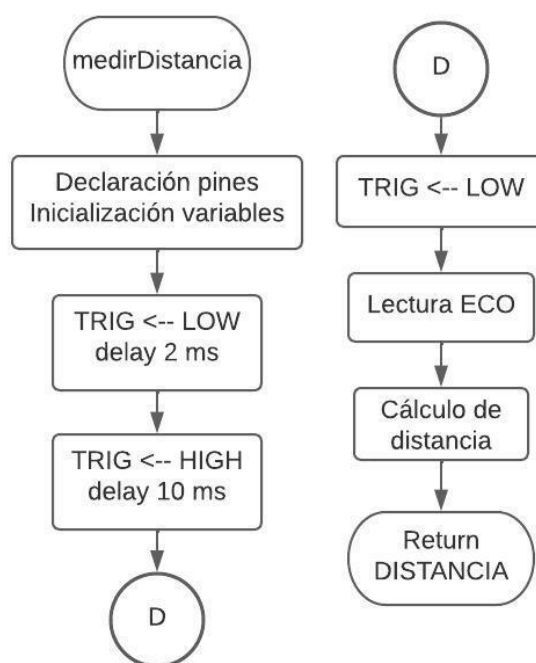 medirDistancia
Declaración pines
Inicialización variables
TRIG <-- LOW
delay 2 ms
TRIG <-- HIGH
delay 10 ms
D
D
TRIG <-- LOW
Lectura ECO
Cálculo de
distancia
Return
DISTANCIA